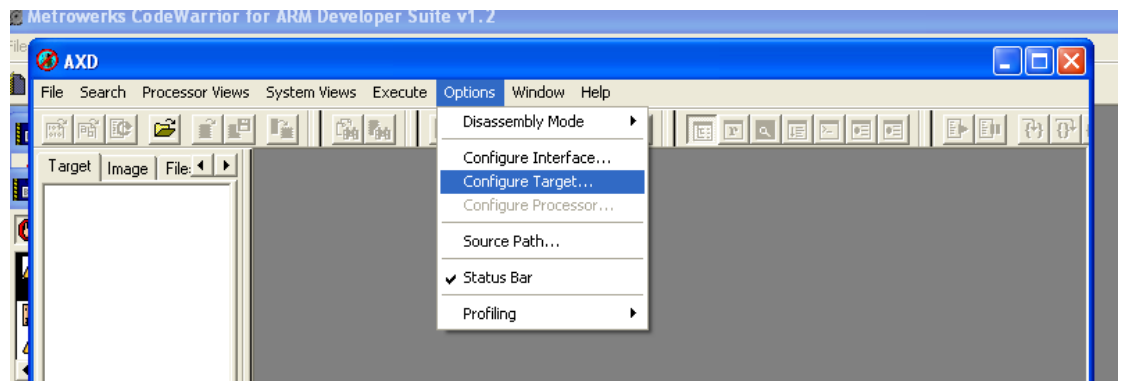 Metrowerks CodeWarrior for ARM Developer Suite v1.2
File
AXD
File Search Processor Views System Views Execute Options Window Help
Disassembly Mode
Target Image File:
Configure Interface...
Configure Target...
Configure Processor...
Source Path...
Status Bar
Profiling